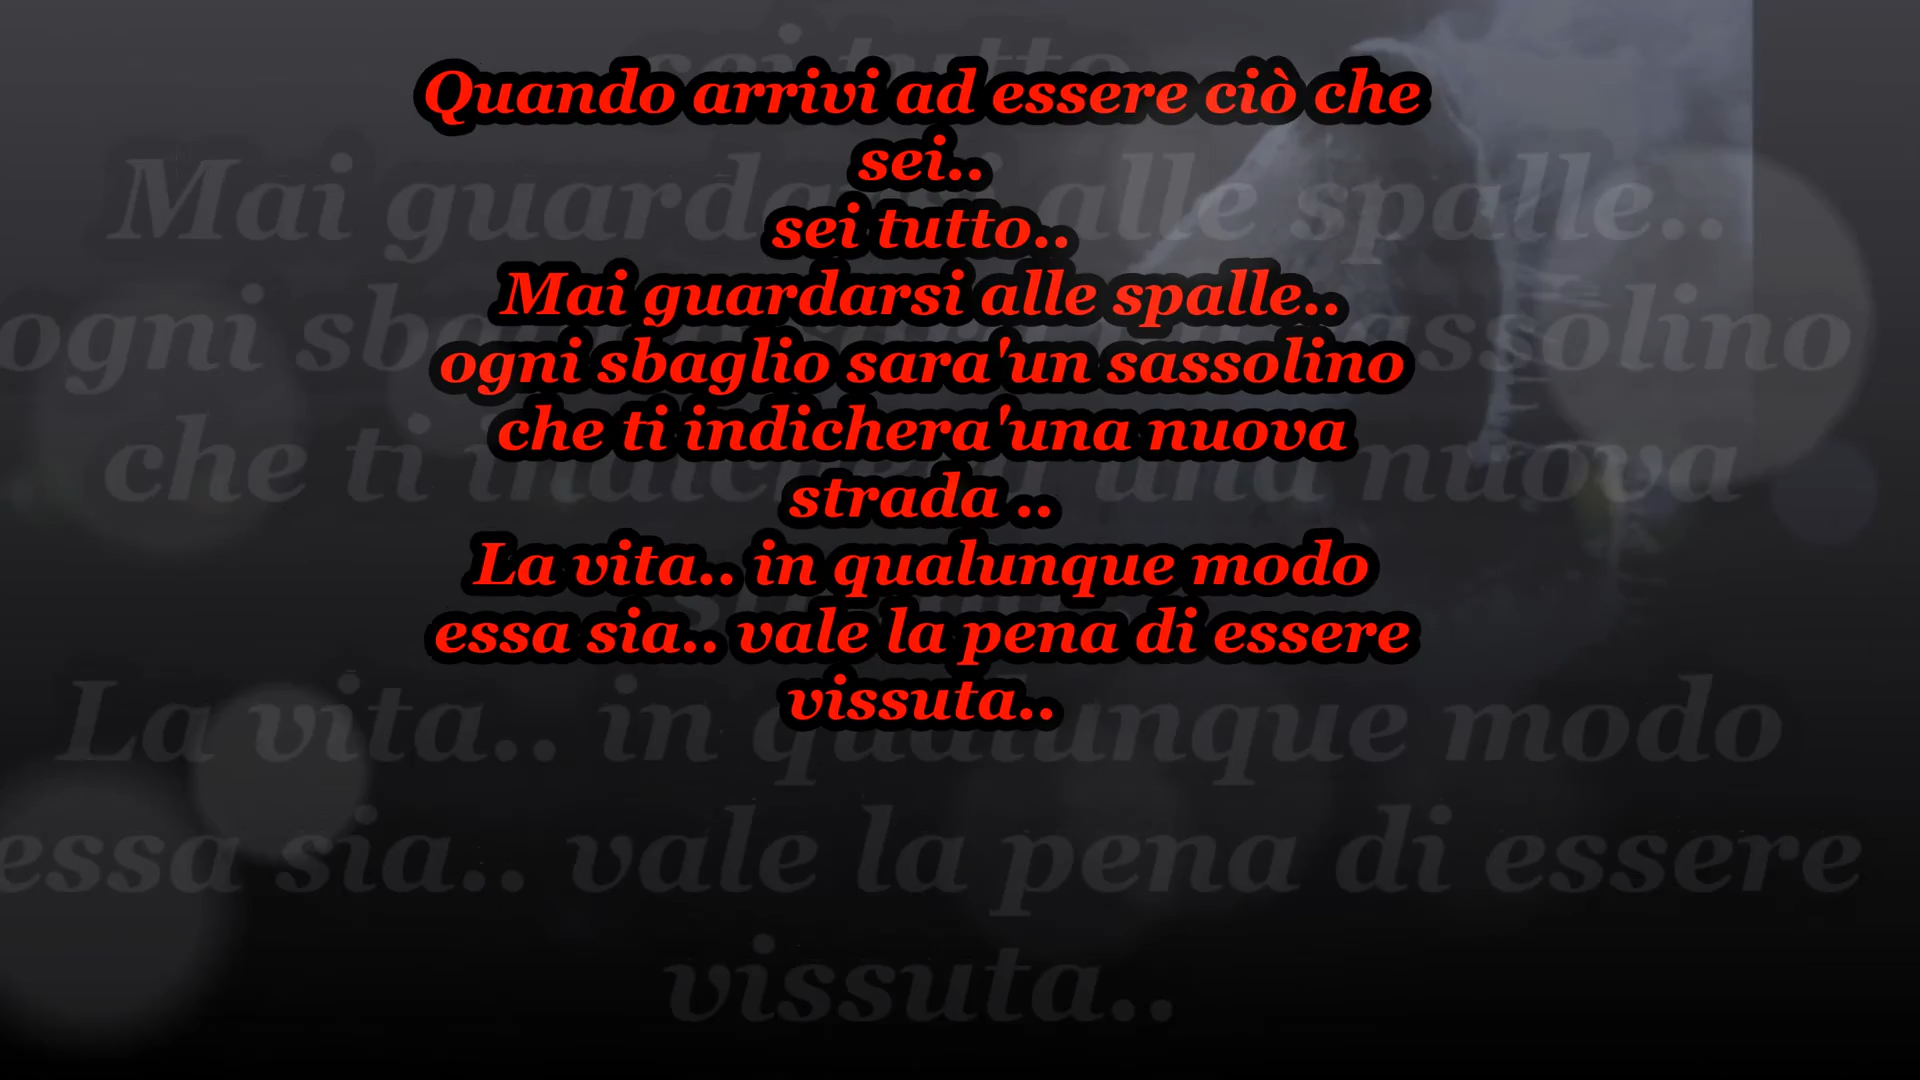 Quando arrivi ad essere ciò che
sei..
sei tutto..
Mai guardarsi alle spalle..
ogni sbaglio sara'un sassolino
che ti indichera'una nuova
strada ..
La vita.. in qualunque modo
essa sia.. vale la pena di essere
vissuta..